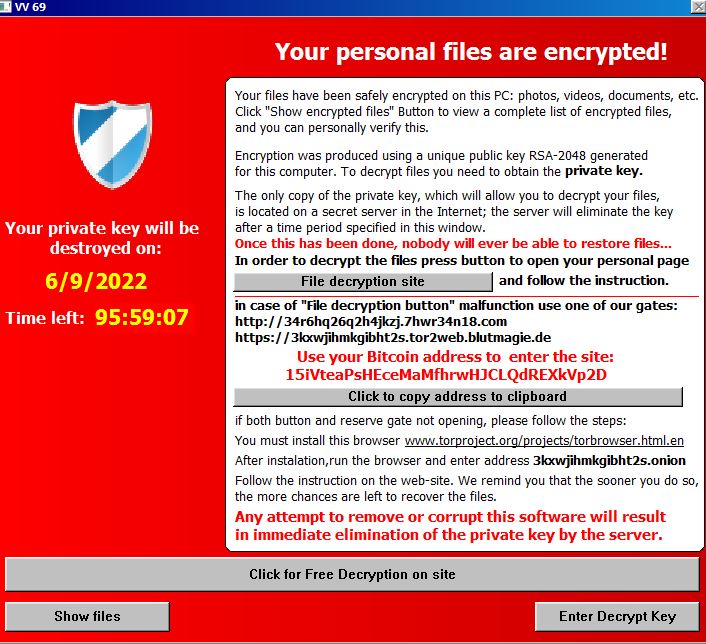 VV 69
Your personal files are encrypted!
Your files have been safely encrypted on this PC: photos, videos, documents, etc.
Click "Show encrypted files" Button to view a complete list of encrypted files,
and you can personally verify this.
Encryption was produced using a unique public key RSA-2048 generated
for this computer. To decrypt files you need to obtain the private key.
The only copy of the private key, which will allow you to decrypt your files,
is located on a secret server in the Internet; the server will eliminate the key
after a time period specified in this window.
Once this has been done, nobody will ever be able to restore files...
In order to decrypt the files press button to open your personal page
File decryption site and follow the instruction.
in case of "File decryption button" malfunction use one of our gates:
http://34r6hq26q2h4jkzj.7hwr34n18.com
https://3kxwjihmkgibht2s.tor2web.blutmagie.de
Use your Bitcoin address to enter the site:
15iVteaPsHEceMaMfhrwHJCLQdREXkVp2D
Click to copy address to clipboard
if both button and reserve gate not opening, please follow the steps:
You must install this browser www.torproject.org/projects/torbrowser.html.en
After instalation,run the browser and enter address 3kxwjihmkgibht2s.onion
Follow the instruction on the web-site. We remind you that the sooner you do so,
the more chances are left to recover the files.
Any attempt to remove or corrupt this software will result
in immediate elimination of the private key by the server.
Your private key will be
destroyed on:
6/9/2022
Time left: 95:59:07
Click for Free Decryption on site
Show files
Enter Decrypt Key